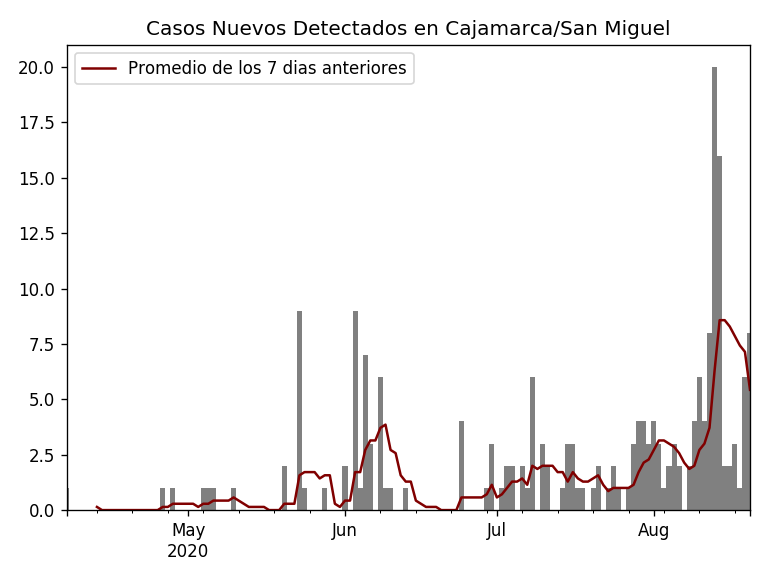 Casos Nuevos Detectados en Cajamarca/San Miguel
Promedio de los 7 dias anteriores
20.0
17.5
15.0
12.5
10.0
7.5
5.0
2.5
0.0
May
2020
Jun
Jul
Aug